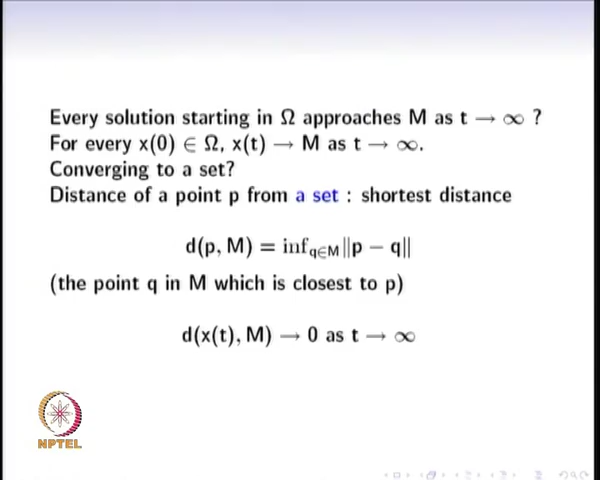 Every solution starting in Ω approaches M as t → ∞ ?
For every x(0) ∈ Ω, x(t) → M as t → ∞.
Converging to a set?
Distance of a point p from a set : shortest distance
d(p, M) = inf_{q∈M} ||p − q||
(the point q in M which is closest to p)
d(x(t), M) → 0 as t → ∞
NPTEL